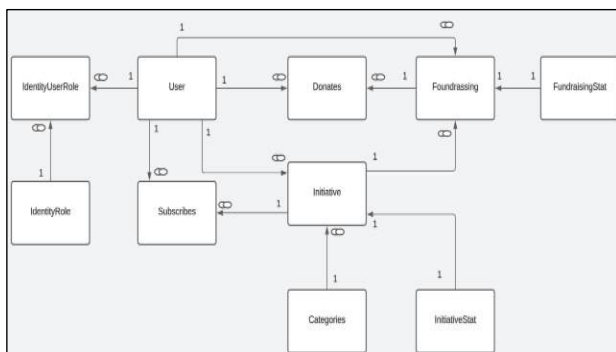 1
∞
1
1
1
1
1
∞
∞
∞
IdentityUserRole
User
Donates
Foundrassing
FundraisingStat
∞
1
1
∞
∞
∞
1
IdentityRole
1
∞
1
Subscribes
Initiative
∞
1
1
1
Categories
InitiativeStat